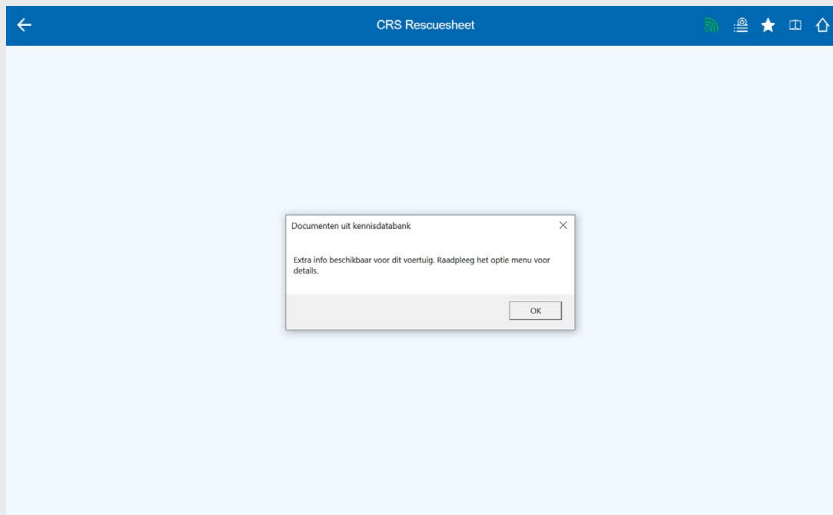 CRS Rescuesheet
Documenten uit kennisdatabank
Extra info beschikbaar voor dit voertuig. Raadpleeg het optie menu voor
details.
OK